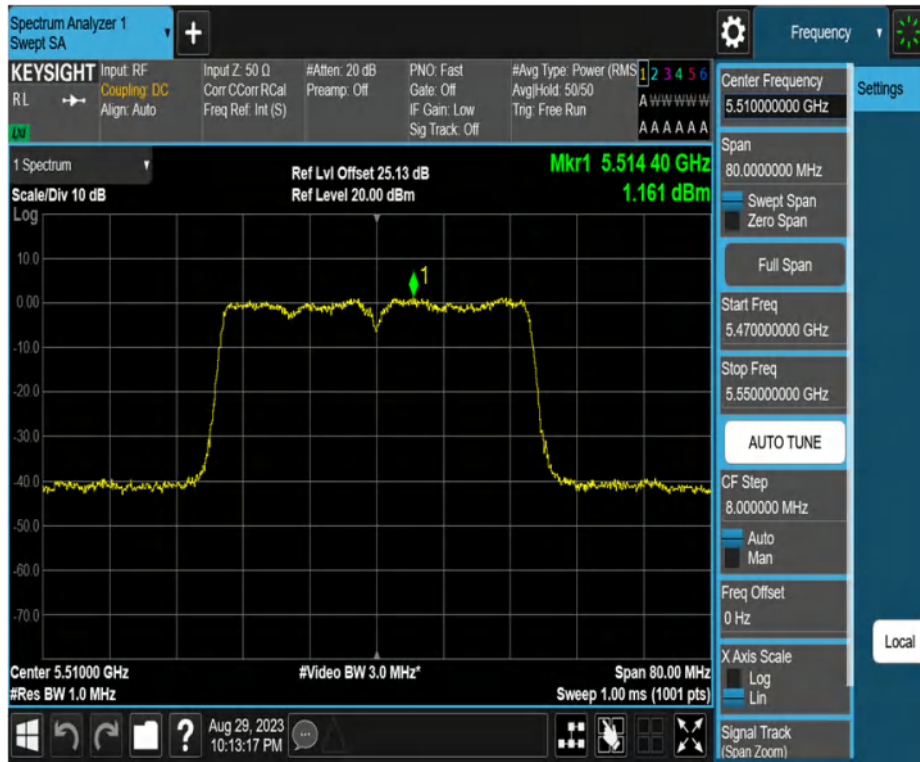 Spectrum Analyzer 1
Swept SA
+
Frequency
KEYSIGHT
RL
LXI
Input: RF
Coupling: DC
Align: Auto
Input Z: 50 Ω
Corr CCorr RCal
Freq Ref: Int (S)
#Atten: 20 dB
Preamp: Off
PNO: Fast
Gate: Off
IF Gain: Low
Sig Track: Off
#Avg Type: Power (RMS
Avg|Hold: 50/50
Trig: Free Run
1 2 3 4 5 6
A W W W W W
A A A A A A
1 Spectrum
Scale/Div 10 dB
Ref Lvl Offset 25.13 dB
Ref Level 20.00 dBm
Mkr1 5.514 40 GHz
1.161 dBm
Log
10.0
0.00
-10.0
-20.0
-30.0
-40.0
-50.0
-60.0
-70.0
1
Center 5.51000 GHz
#Res BW 1.0 MHz
#Video BW 3.0 MHz*
Span 80.00 MHz
Sweep 1.00 ms (1001 pts)
Aug 29, 2023
10:13:17 PM
?
Center Frequency
5.510000000 GHz
Span
80.0000000 MHz
Swept Span
Zero Span
Full Span
Start Freq
5.470000000 GHz
Stop Freq
5.550000000 GHz
AUTO TUNE
CF Step
8.000000 MHz
Auto
Man
Freq Offset
0 Hz
X Axis Scale
Log
Lin
Signal Track
(Span Zoom)
Settings
Local